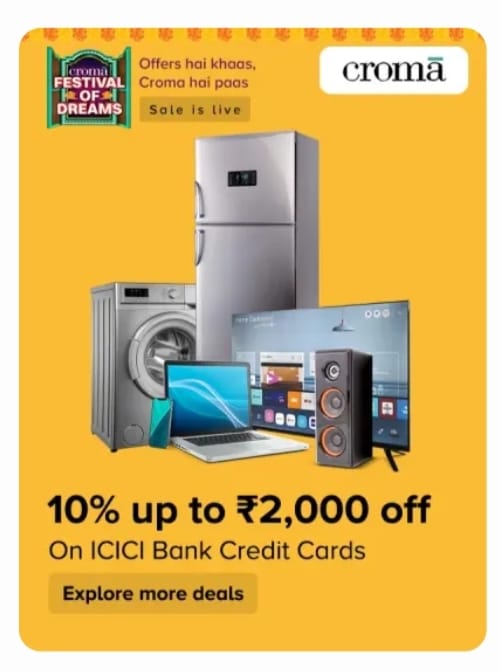 croma
FESTIVAL
OF
DREAMS
Offers hai khaas,
Croma hai paas
Sale is live
cromā
10% up to ₹2,000 off
On ICICI Bank Credit Cards
Explore more deals